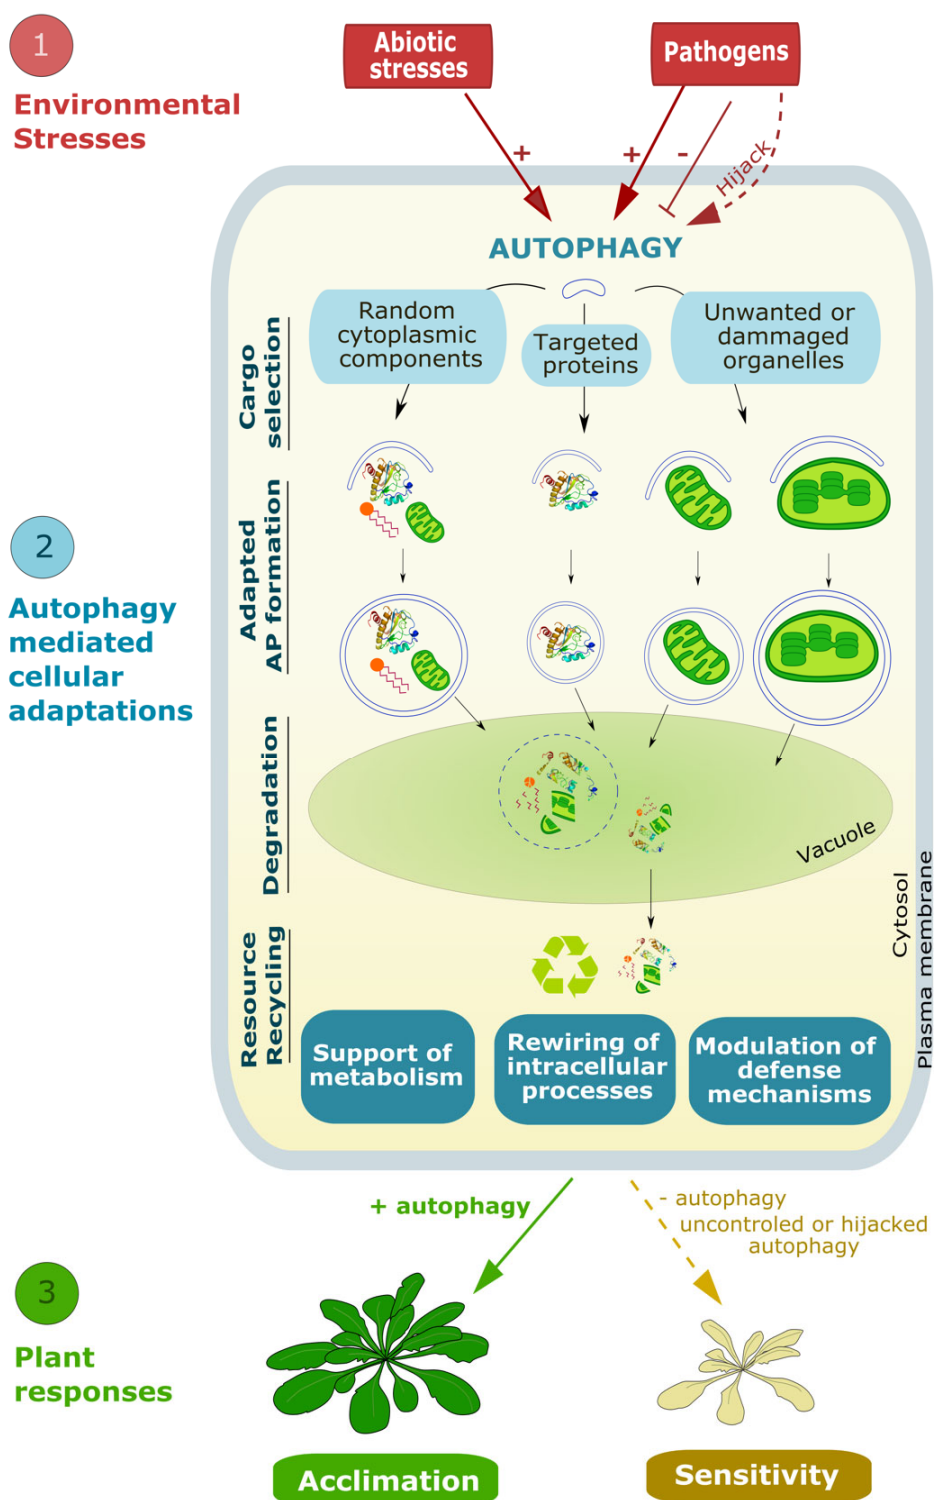 1
Environmental
Stresses
Abiotic
stresses
Pathogens
+
+
-
Hijack
AUTOPHAGY
Cargo
selection
Random
cytoplasmic
components
Targeted
proteins
Unwanted or
dammaged
organelles
2
Autophagy
mediated
cellular
adaptations
Adapted
AP formation
Degradation
Vacuole
Cytosol
Plasma membrane
Resource
Recycling
Support of
metabolism
Rewiring of
intracellular
processes
Modulation of
defense
mechanisms
+ autophagy
- autophagy
uncontroled or hijacked
autophagy
3
Plant
responses
Acclimation
Sensitivity